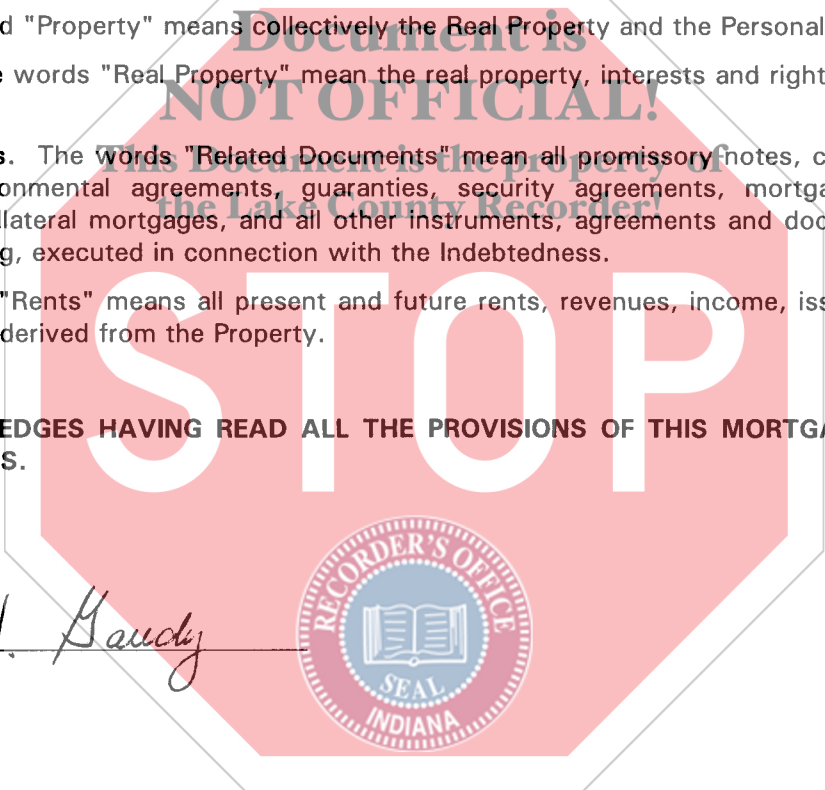 d "Property" means collectively the Real Property and the Personal
Document is
e words "Real Property" mean the real property, interests and right
NOT OFFICIAL!
s. The words "Related Documents" mean all promissory notes, c
This Document is the property of
onmental agreements, guaranties, security agreements, mortga
the Lake County Recorder!
llateral mortgages, and all other instruments, agreements and doc
g, executed in connection with the Indebtedness.
"Rents" means all present and future rents, revenues, income, iss
derived from the Property.
STOP
EDGES HAVING READ ALL THE PROVISIONS OF THIS MORTGA
S.
Gaudy
RECORDER'S OFFICE
SEAL
INDIANA